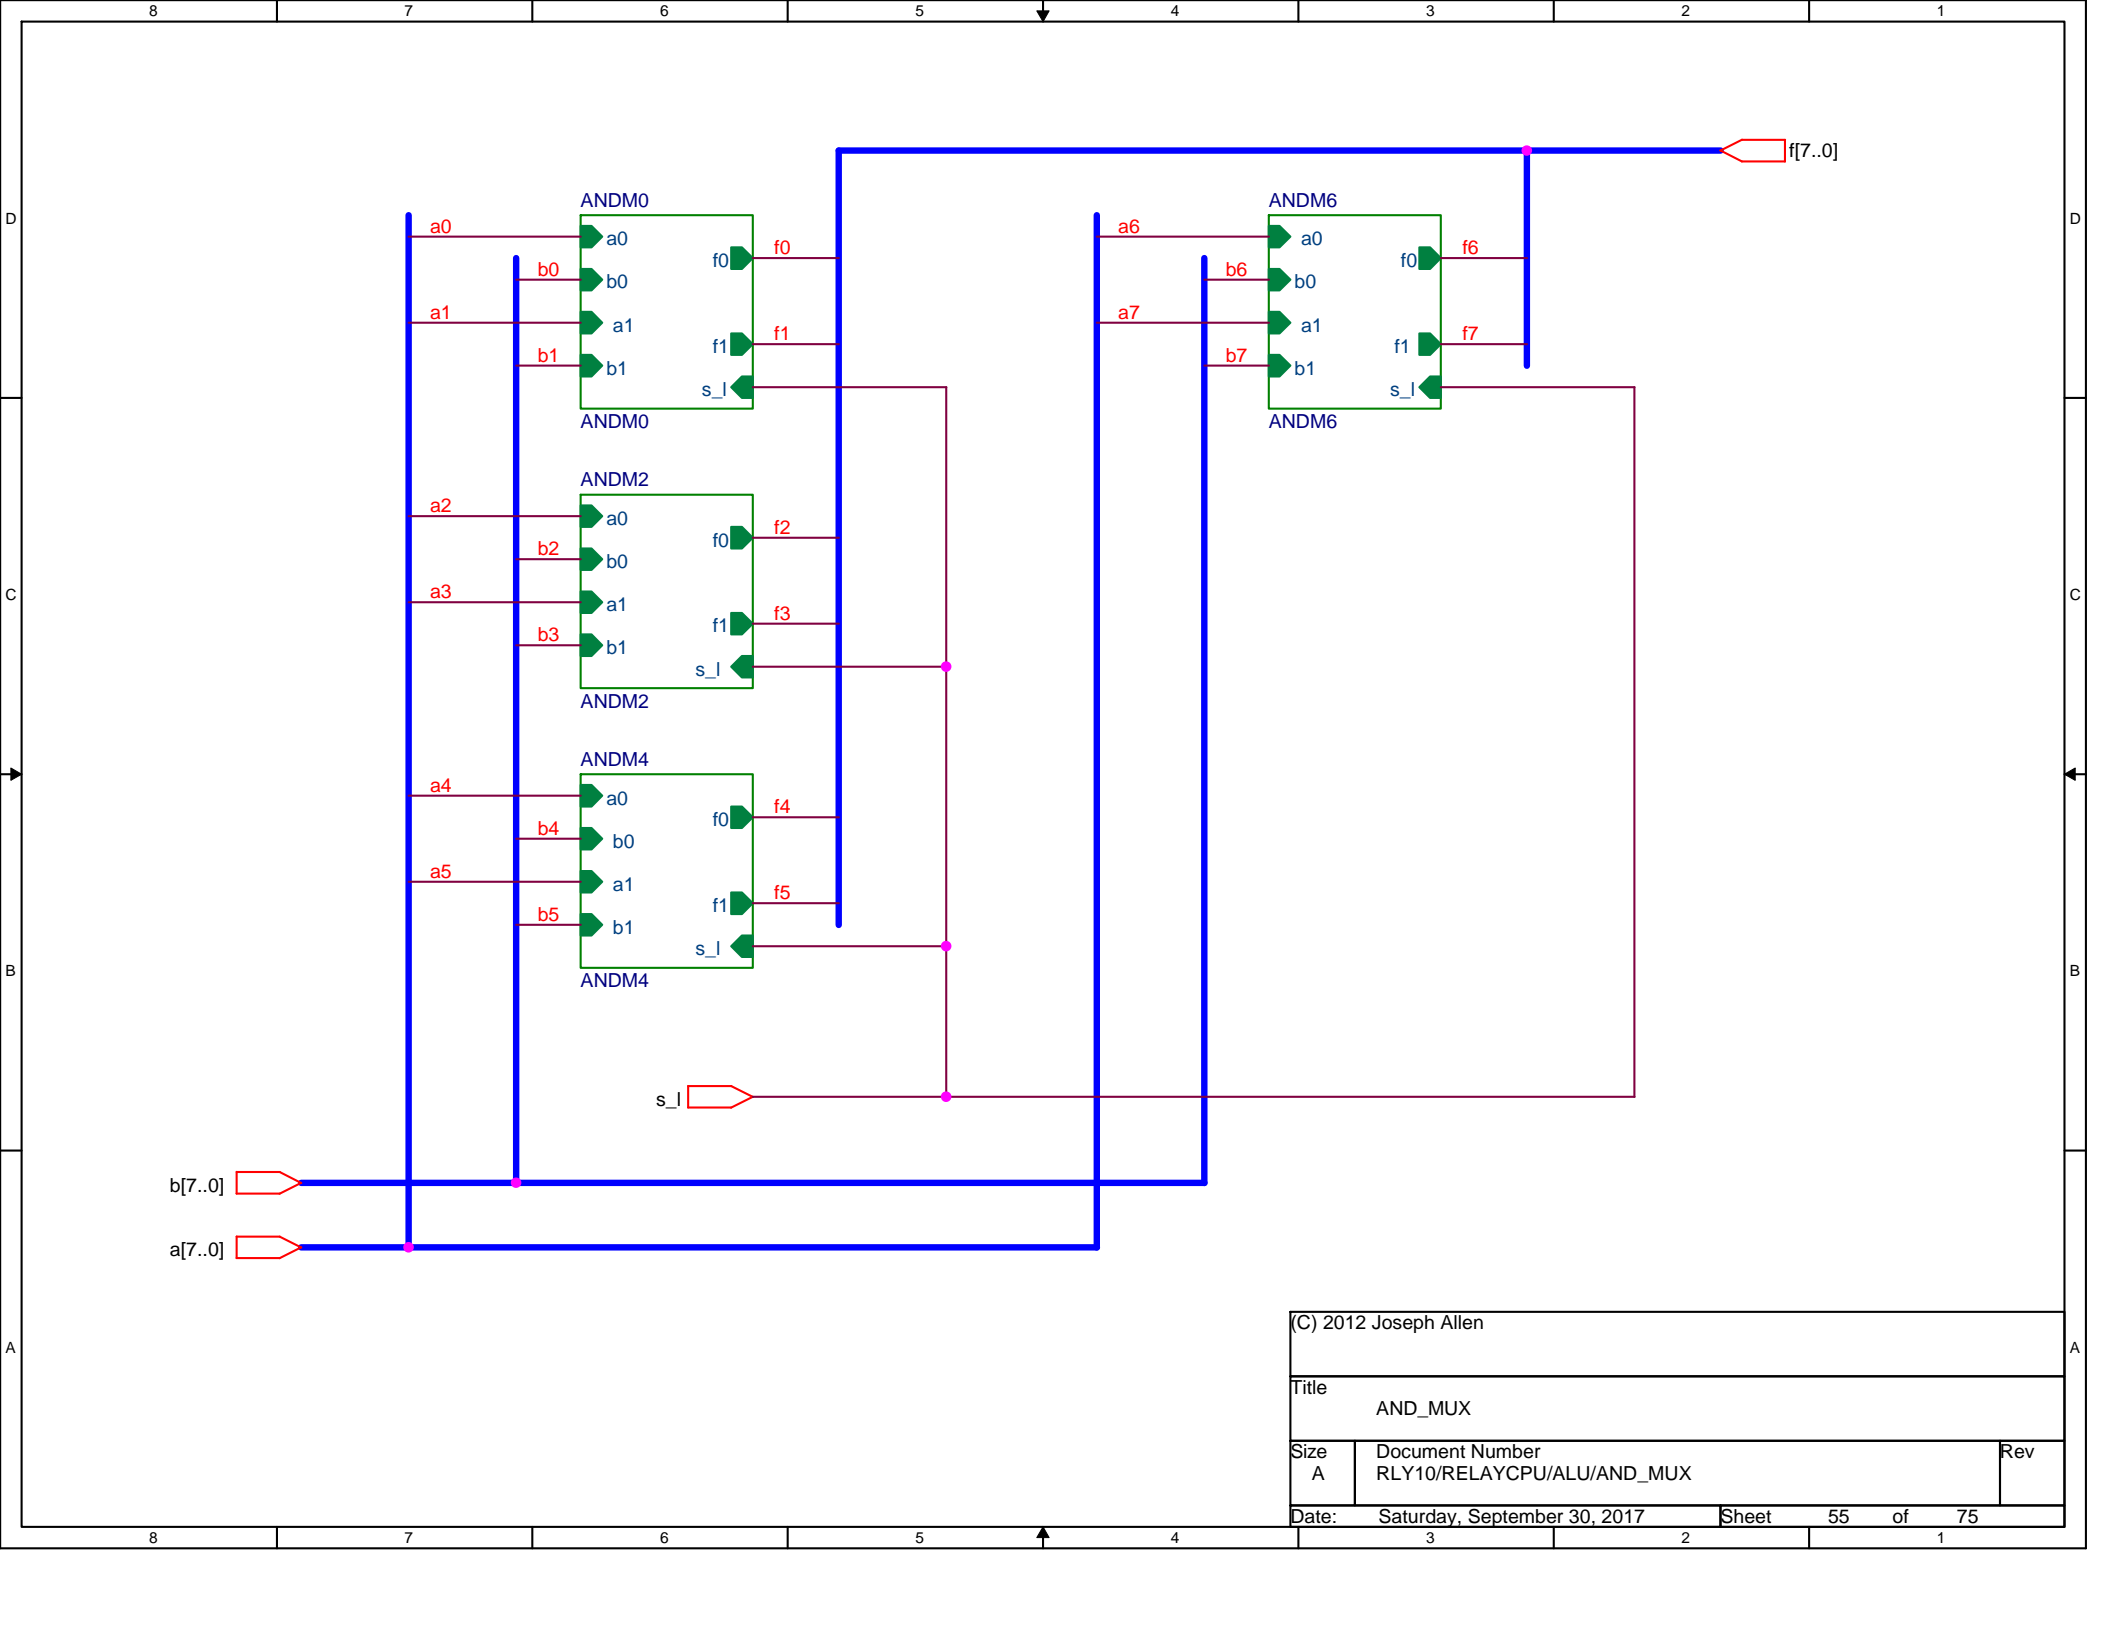 8 7 6 5 4 3 2 1
f[7..0]
ANDM0 ANDM6
D D
a0 a0 f0 f0 a6 a0 f0 f6
b0 b0 b6 b0
a1 a1 f1 f1 a7 a1 f1 f7
b1 b1 b7 b1
s_l s_l
ANDM0 ANDM6
ANDM2
a2 a0 f0 f2
b2 b0
C C
a3 a1 f1 f3
b3 b1
s_l
ANDM2
ANDM4
a4 a0 f0 f4
b4 b0
a5 a1 f1 f5
b5 b1
s_l
B B
ANDM4
s_l
b[7..0]
a[7..0]
(C) 2012 Joseph Allen
A A
Title
AND_MUX
Size Document Number Rev
A RLY10/RELAYCPU/ALU/AND_MUX
Date: Saturday, September 30, 2017 Sheet 55 of 75
8 7 6 5 4 3 2 1